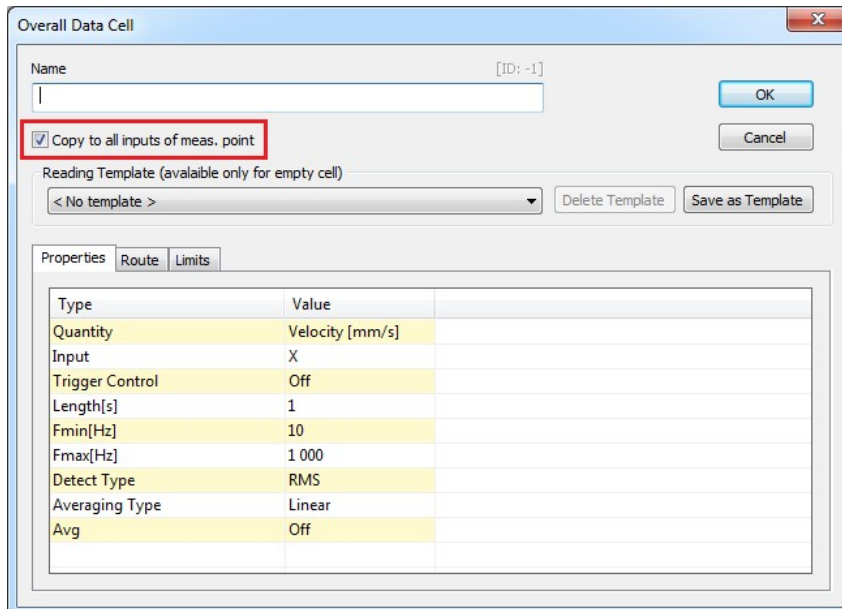 Overall Data Cell
Name [ID: -1]
OK
Copy to all inputs of meas. point
Cancel
Reading Template (avalaible only for empty cell)
< No template > Delete Template Save as Template
Properties Route Limits
Type Value
Quantity Velocity [mm/s]
Input X
Trigger Control Off
Length[s] 1
Fmin[Hz] 10
Fmax[Hz] 1 000
Detect Type RMS
Averaging Type Linear
Avg Off